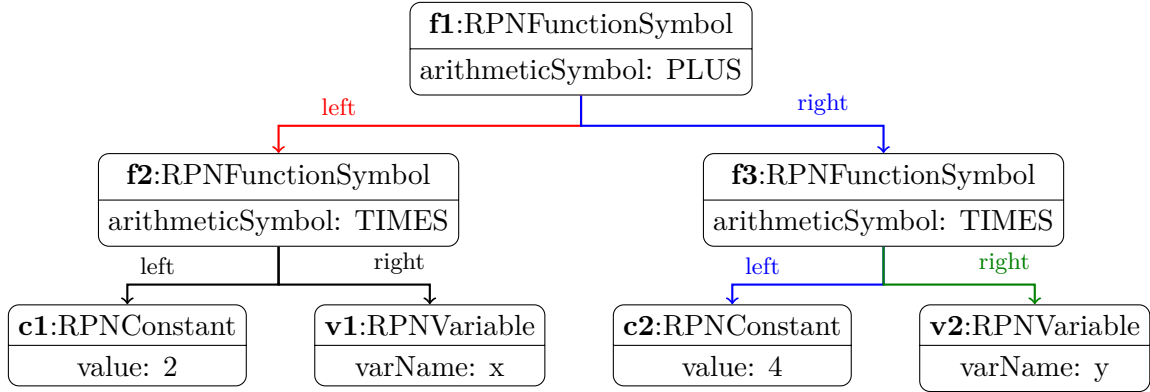 f1:RPNFunctionSymbol
arithmeticSymbol: PLUS
left
right
f2:RPNFunctionSymbol
arithmeticSymbol: TIMES
f3:RPNFunctionSymbol
arithmeticSymbol: TIMES
left
right
left
right
c1:RPNConstant
value: 2
v1:RPNVariable
varName: x
c2:RPNConstant
value: 4
v2:RPNVariable
varName: y